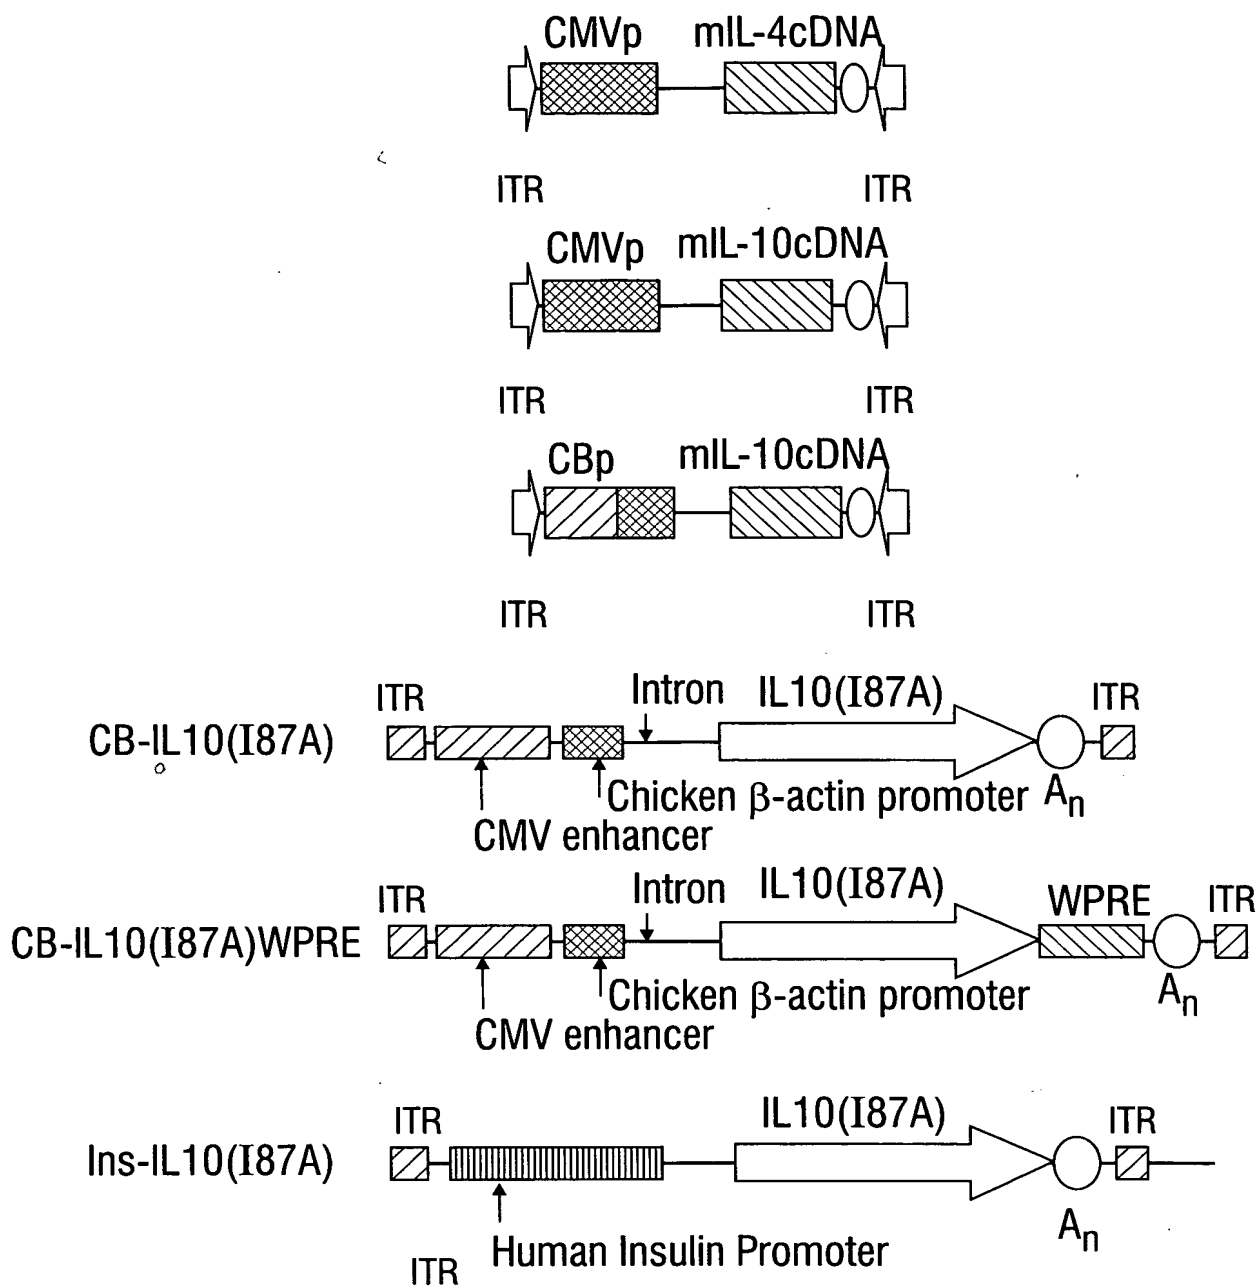 CMVp mIL-4cDNA
ITR ITR
CMVp mIL-10cDNA
ITR ITR
CBp mIL-10cDNA
ITR ITR
ITR Intron IL10(I87A) ITR
CB-IL10(I87A)
Chicken β-actin promoter An
CMV enhancer
ITR Intron IL10(I87A) WPRE ITR
CB-IL10(I87A)WPRE
Chicken β-actin promoter An
CMV enhancer
ITR IL10(I87A) ITR
Ins-IL10(I87A)
Human Insulin Promoter An
ITR